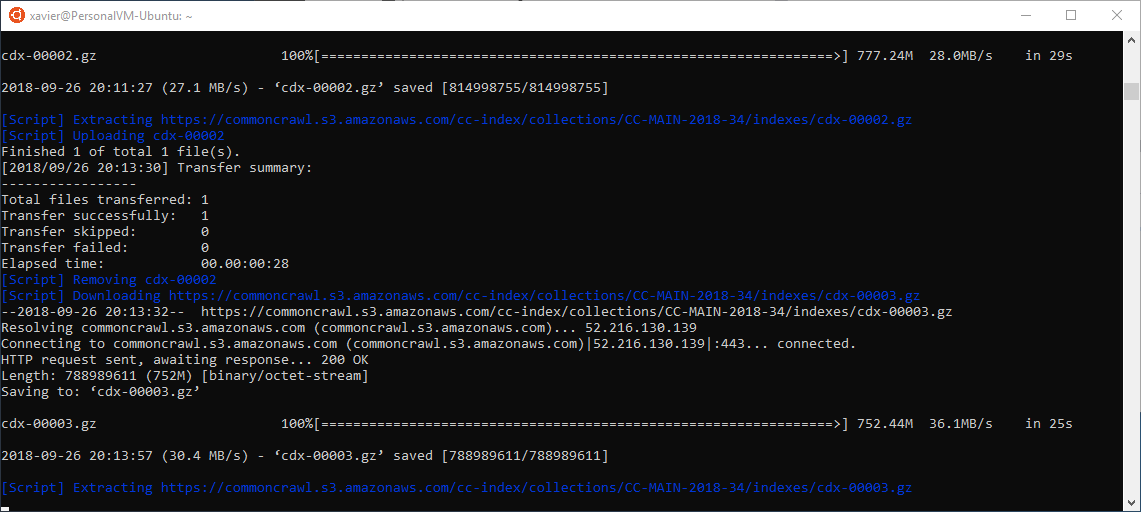 xavier@PersonalVM-Ubuntu: ~
cdx-00002.gz 100%[================================================================>] 777.24M 28.0MB/s in 29s
2018-09-26 20:11:27 (27.1 MB/s) - ‘cdx-00002.gz’ saved [814998755/814998755]
[Script] Extracting https://commoncrawl.s3.amazonaws.com/cc-index/collections/CC-MAIN-2018-34/indexes/cdx-00002.gz
[Script] Uploading cdx-00002
Finished 1 of total 1 file(s).
[2018/09/26 20:13:30] Transfer summary:
-----------------
Total files transferred: 1
Transfer successfully: 1
Transfer skipped: 0
Transfer failed: 0
Elapsed time: 00.00:00:28
[Script] Removing cdx-00002
[Script] Downloading https://commoncrawl.s3.amazonaws.com/cc-index/collections/CC-MAIN-2018-34/indexes/cdx-00003.gz
--2018-09-26 20:13:32-- https://commoncrawl.s3.amazonaws.com/cc-index/collections/CC-MAIN-2018-34/indexes/cdx-00003.gz
Resolving commoncrawl.s3.amazonaws.com (commoncrawl.s3.amazonaws.com)... 52.216.130.139
Connecting to commoncrawl.s3.amazonaws.com (commoncrawl.s3.amazonaws.com)|52.216.130.139|:443... connected.
HTTP request sent, awaiting response... 200 OK
Length: 788989611 (752M) [binary/octet-stream]
Saving to: ‘cdx-00003.gz’
cdx-00003.gz 100%[================================================================>] 752.44M 36.1MB/s in 25s
2018-09-26 20:13:57 (30.4 MB/s) - ‘cdx-00003.gz’ saved [788989611/788989611]
[Script] Extracting https://commoncrawl.s3.amazonaws.com/cc-index/collections/CC-MAIN-2018-34/indexes/cdx-00003.gz